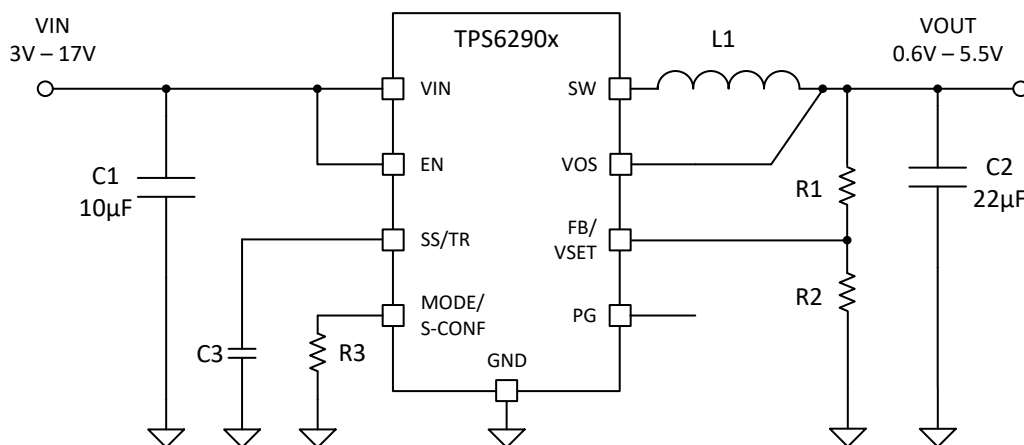 VIN
3V – 17V
TPS6290x
L1
VOUT
0.6V – 5.5V
VIN
SW
EN
VOS
C1
10µF
R1
C2
22µF
SS/TR
FB/
VSET
MODE/
S-CONF
R2
PG
C3
R3
GND